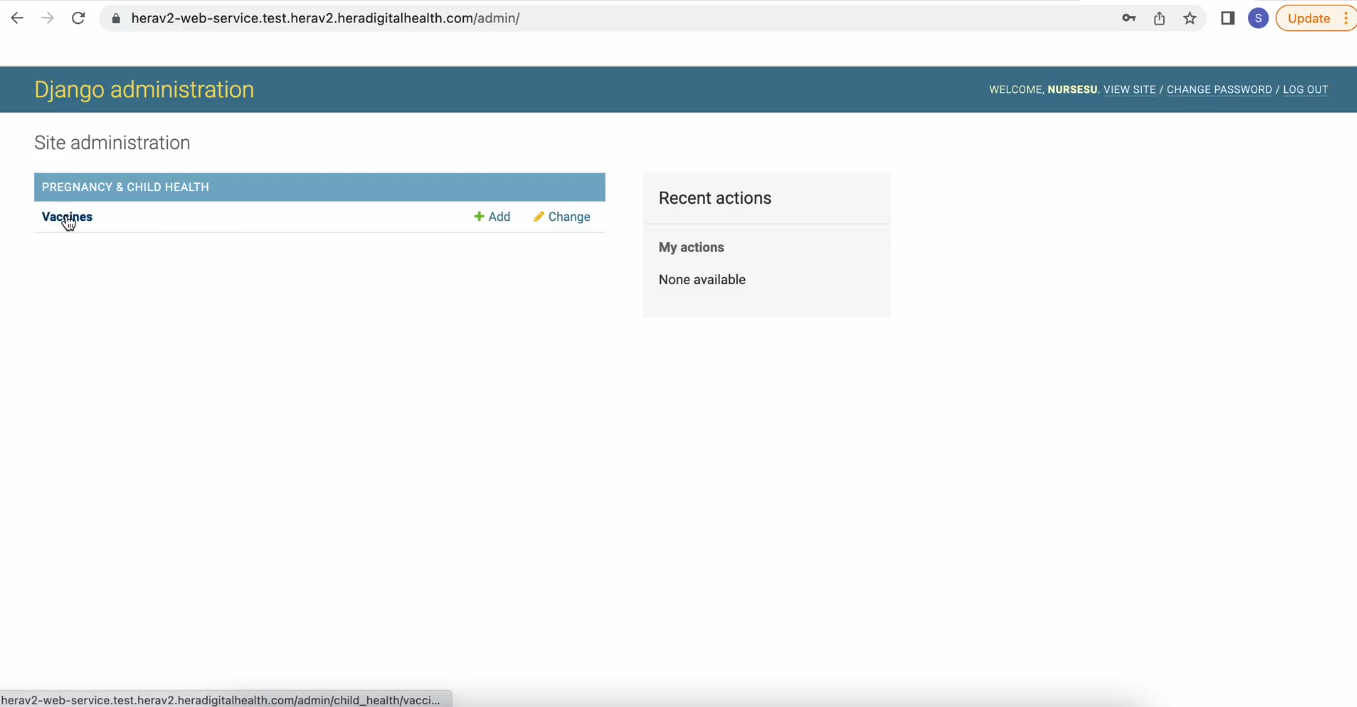 herav2-web-service.test.herav2.heradigitalhealth.com/admin/
S
Update
Django administration
WELCOME, NURSESU. VIEW SITE / CHANGE PASSWORD / LOG OUT
Site administration
PREGNANCY & CHILD HEALTH
Vaccines
Add
Change
Recent actions
My actions
None available
herav2-web-service.test.herav2.heradigitalhealth.com/admin/child_health/vacci...